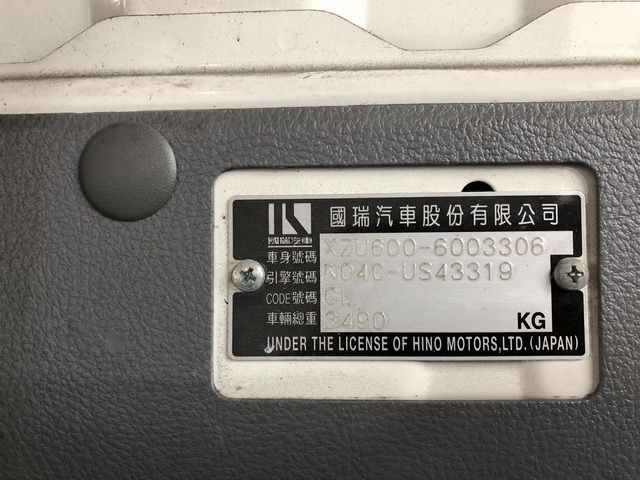 國瑞汽車股份有限公司
國瑞汽車
車身號碼 XZU600-6003306
引擎號碼 N04C-US43319
CODE號碼
車輛總重 3490 KG
UNDER THE LICENSE OF HINO MOTORS,LTD.(JAPAN)